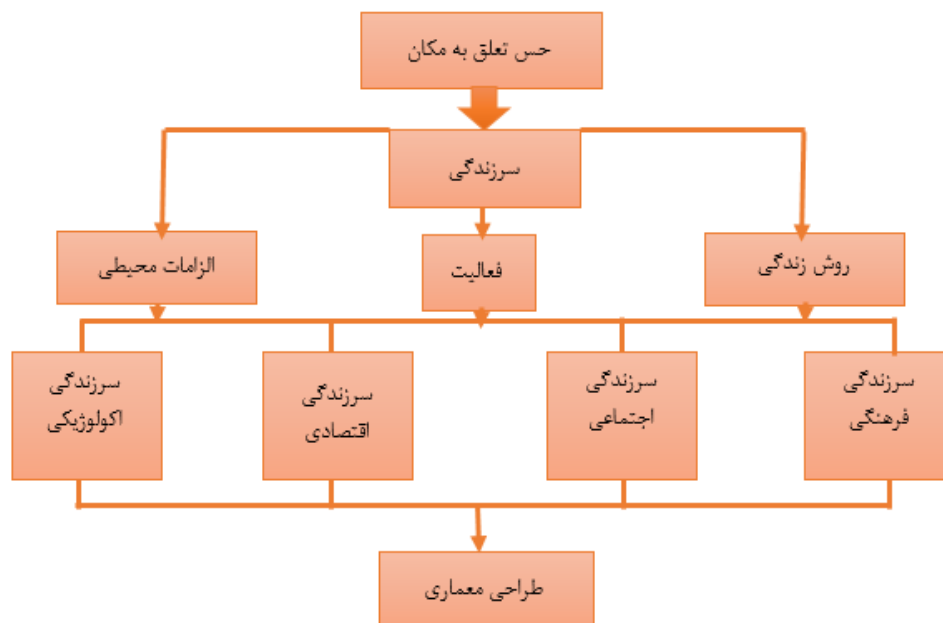 حس تعلق به مکان
سرزندگی
روش زندگی
فعالیت
الزامات محیطی
سرزندگی
فرهنگی
سرزندگی
اجتماعی
سرزندگی
اقتصادی
سرزندگی
اکولوژیکی
طراحی معماری